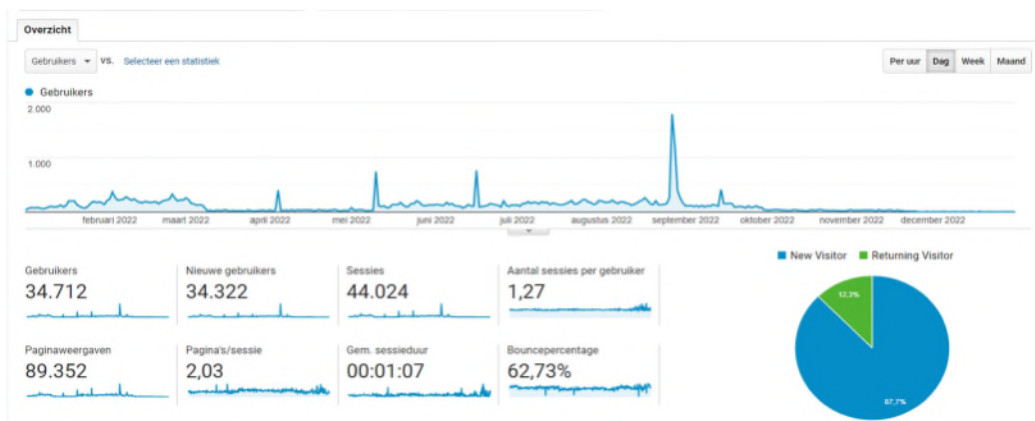 Overzicht
Gebruikers VS. Selecteer een statistiek
Per uur Dag Week Maand
Gebruikers
2.000
1.000
februari 2022 maart 2022 april 2022 mei 2022 juni 2022 juli 2022 augustus 2022 september 2022 oktober 2022 november 2022 december 2022
New Visitor Returning Visitor
Gebruikers Nieuwe gebruikers Sessies Aantal sessies per gebruiker
34.712 34.322 44.024 1,27
12,3%
Paginaweergaven Pagina's/sessie Gem. sessieduur Bouncepercentage
89.352 2,03 00:01:07 62,73%
87,7%